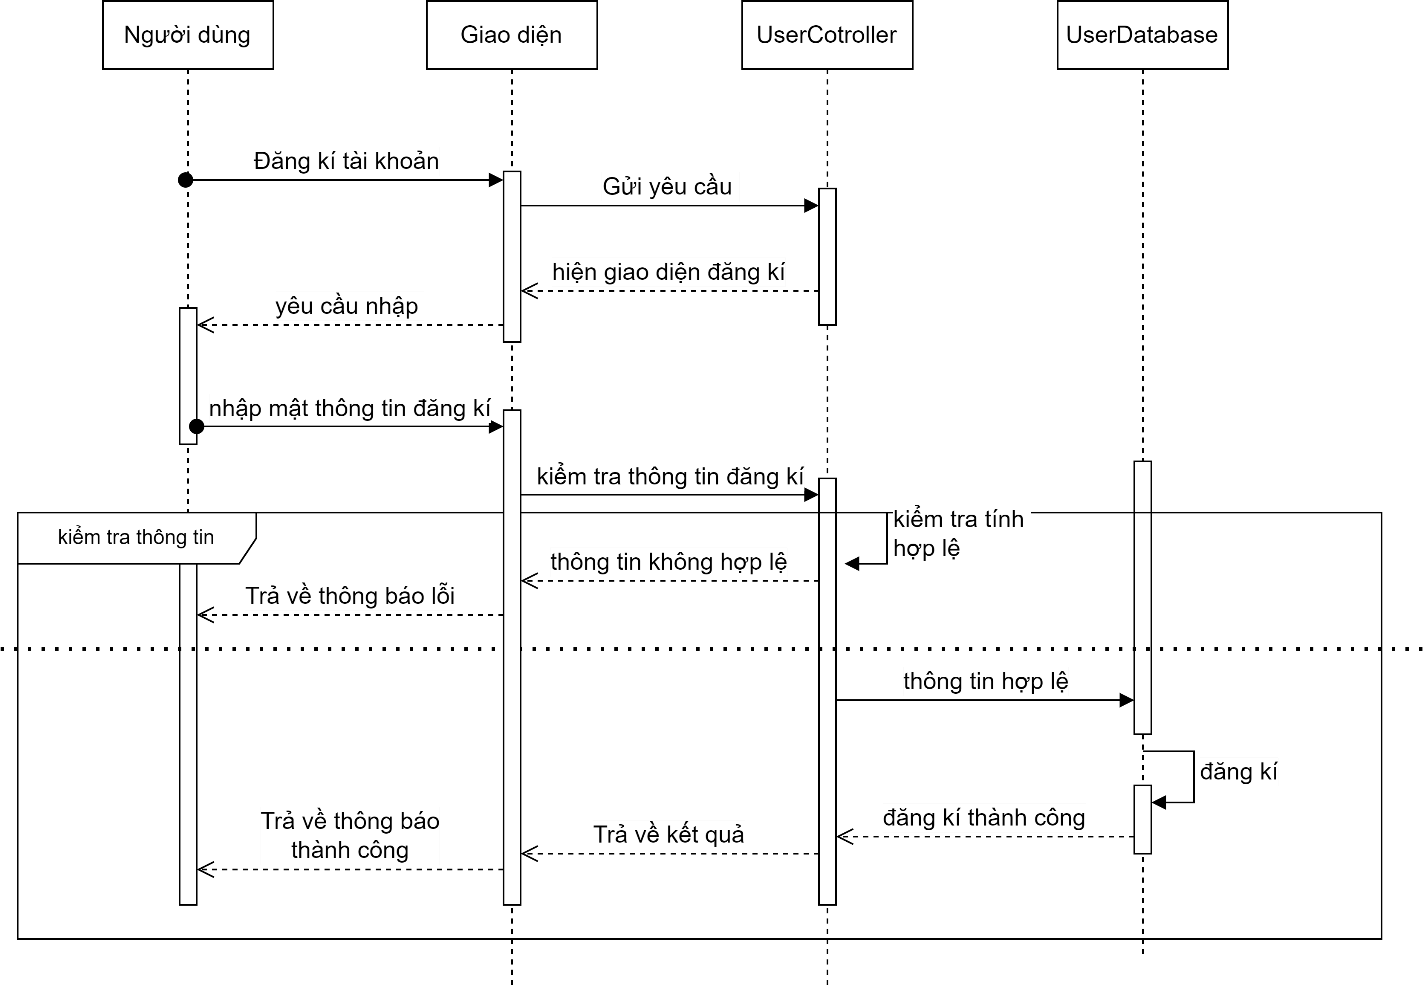 Người dùng
Giao diện
UserCotroller
UserDatabase
Đăng kí tài khoản
Gửi yêu cầu
hiện giao diện đăng kí
yêu cầu nhập
nhập mật thông tin đăng kí
kiểm tra thông tin đăng kí
kiểm tra thông tin
kiểm tra tính
hợp lệ
thông tin không hợp lệ
Trả về thông báo lỗi
thông tin hợp lệ
đăng kí
đăng kí thành công
Trả về kết quả
Trả về thông báo
thành công